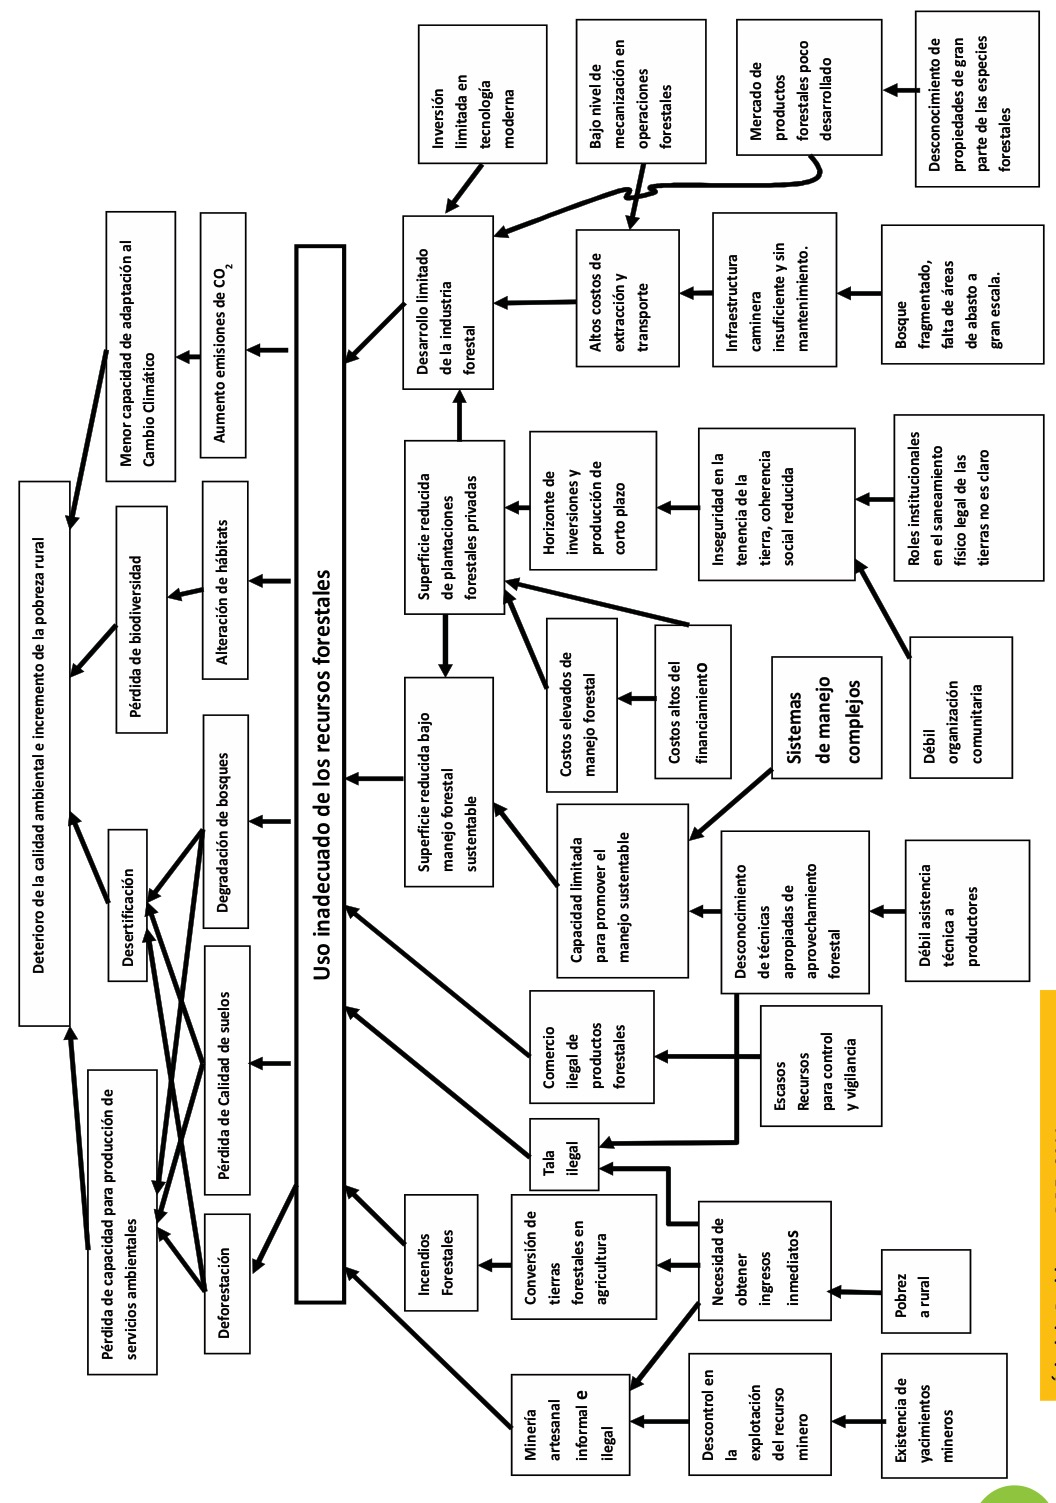 Deterioro de la calidad ambiental e incremento de la pobreza rural
Pérdida de capacidad para producción de
servicios ambientales
Desertificación
Pérdida de biodiversidad
Menor capacidad de adaptación al
Cambio Climático
Deforestación
Pérdida de Calidad de suelos
Degradación de bosques
Alteración de hábitats
Aumento emisiones de CO2
Uso inadecuado de los recursos forestales
Incendios
Forestales
Superficie reducida bajo
manejo forestal
sustentable
Superficie reducida
de plantaciones
forestales privadas
Desarrollo limitado
de la industria
forestal
Inversión
limitada en
tecnología
moderna
Minería
artesanal
informal e
ilegal
Conversión de
tierras
forestales en
agricultura
Tala
ilegal
Comercio
ilegal de
productos
forestales
Capacidad limitada
para promover el
manejo sustentable
Costos elevados de
manejo forestal
Horizonte de
inversiones y
producción de
corto plazo
Altos costos de
extracción y
transporte
Bajo nivel de
mecanización en
operaciones
forestales
Descontrol en
la
explotación
del recurso
minero
Necesidad de
obtener
ingresos
inmediatos
Escasos
Recursos
para control
y vigilancia
Desconocimiento
de técnicas
apropiadas de
aprovechamiento
forestal
Sistemas
de manejo
complejos
Costos altos del
financiamiento
Inseguridad en la
tenencia de la
tierra, coherencia
social reducida
Infraestructura
caminera
insuficiente y sin
mantenimiento.
Mercado de
productos
forestales poco
desarrollado
Existencia de
yacimientos
mineros
Pobrez
a rural
Débil asistencia
técnica a
productores
Débil
organización
comunitaria
Roles institucionales
en el saneamiento
físico legal de las
tierras no es claro
Bosque
fragmentado,
falta de áreas
de abasto a
gran escala.
Desconocimiento de
propiedades de gran
parte de las especies
forestales